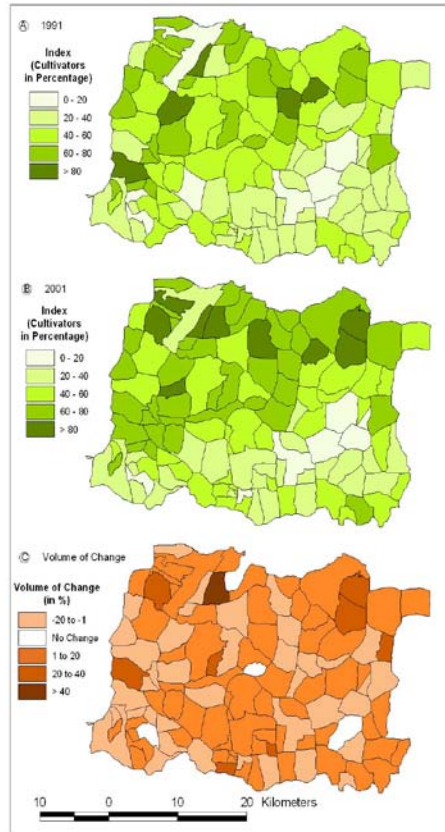 Ⓐ 1991
Index
(Cultivators
in Percentage)
0 - 20
20 - 40
40 - 60
60 - 80
> 80
Ⓑ 2001
Index
(Cultivators
in Percentage)
0 - 20
20 - 40
40 - 60
60 - 80
> 80
Ⓒ Volume of Change
Volume of Change
(in %)
-20 to -1
No Change
1 to 20
20 to 40
> 40
10 0 10 20 Kilometers